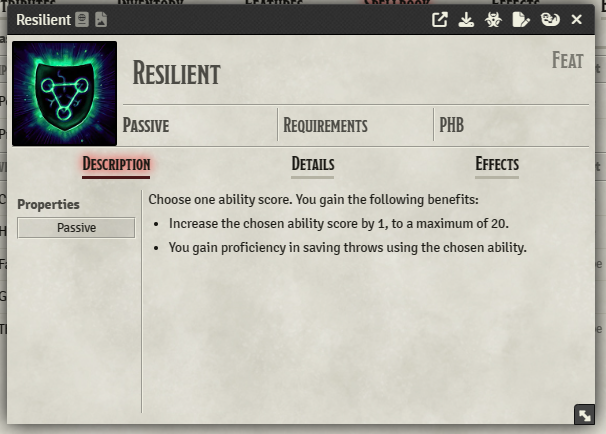 Resilient
Resilient
Feat
Passive
Requirements
PHB
Description
Details
Effects
Properties
Passive
Choose one ability score. You gain the following benefits:
• Increase the chosen ability score by 1, to a maximum of 20.
• You gain proficiency in saving throws using the chosen ability.